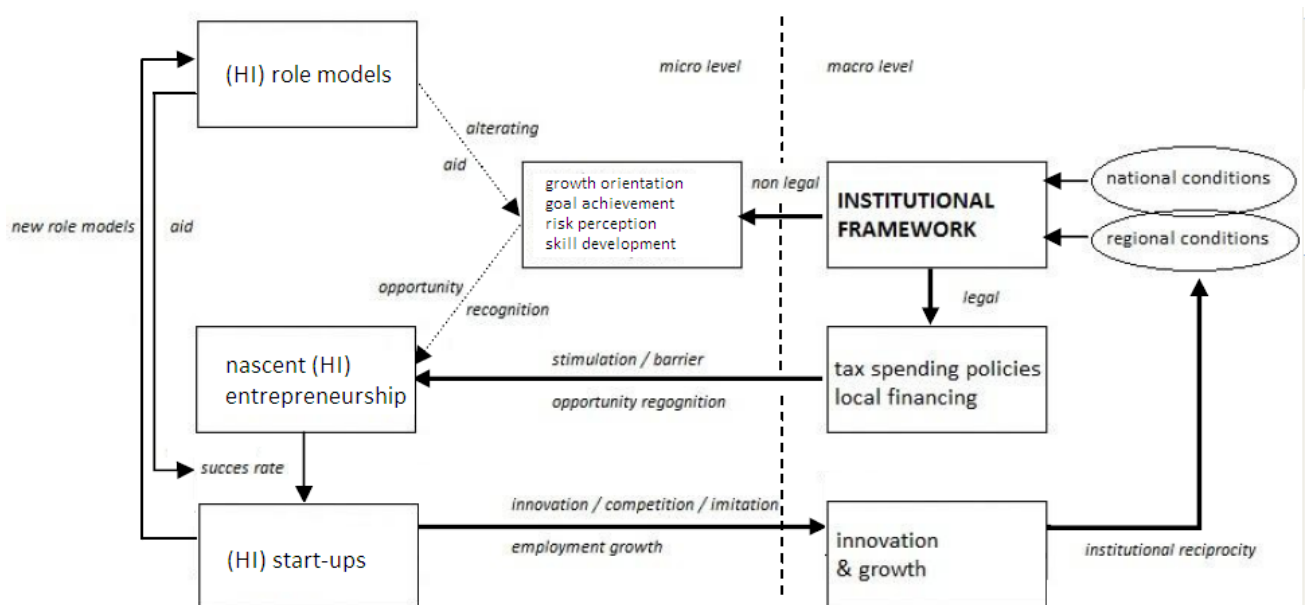 (HI) role models
micro level
macro level
alterating
aid
growth orientation
goal achievement
risk perception
skill development
non legal
INSTITUTIONAL
FRAMEWORK
national conditions
regional conditions
new role models
aid
opportunity
recognition
legal
nascent (HI)
entrepreneurship
stimulation / barrier
opportunity regognition
tax spending policies
local financing
succes rate
(HI) start-ups
innovation / competition / imitation
employment growth
innovation
& growth
institutional reciprocity